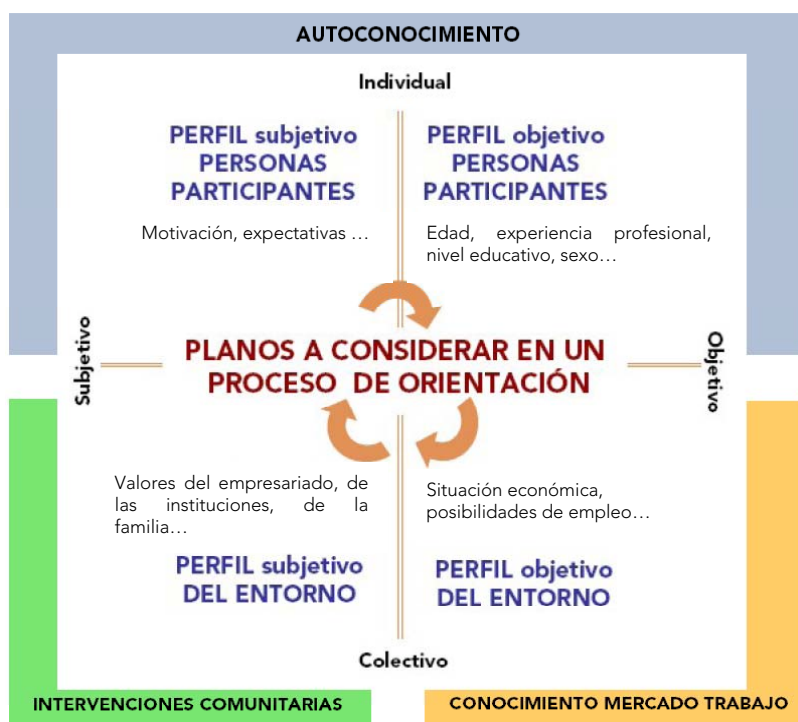 AUTOCONOCIMIENTO
Individual
PERFIL subjetivo
PERSONAS
PARTICIPANTES
Motivación, expectativas …
PERFIL objetivo
PERSONAS
PARTICIPANTES
Edad, experiencia profesional,
nivel educativo, sexo…
Subjetivo
PLANOS A CONSIDERAR EN UN
PROCESO DE ORIENTACIÓN
Objetivo
Valores del empresariado, de
las instituciones, de la
familia…
PERFIL subjetivo
DEL ENTORNO
Situación económica,
posibilidades de empleo…
PERFIL objetivo
DEL ENTORNO
Colectivo
INTERVENCIONES COMUNITARIAS
CONOCIMIENTO MERCADO TRABAJO